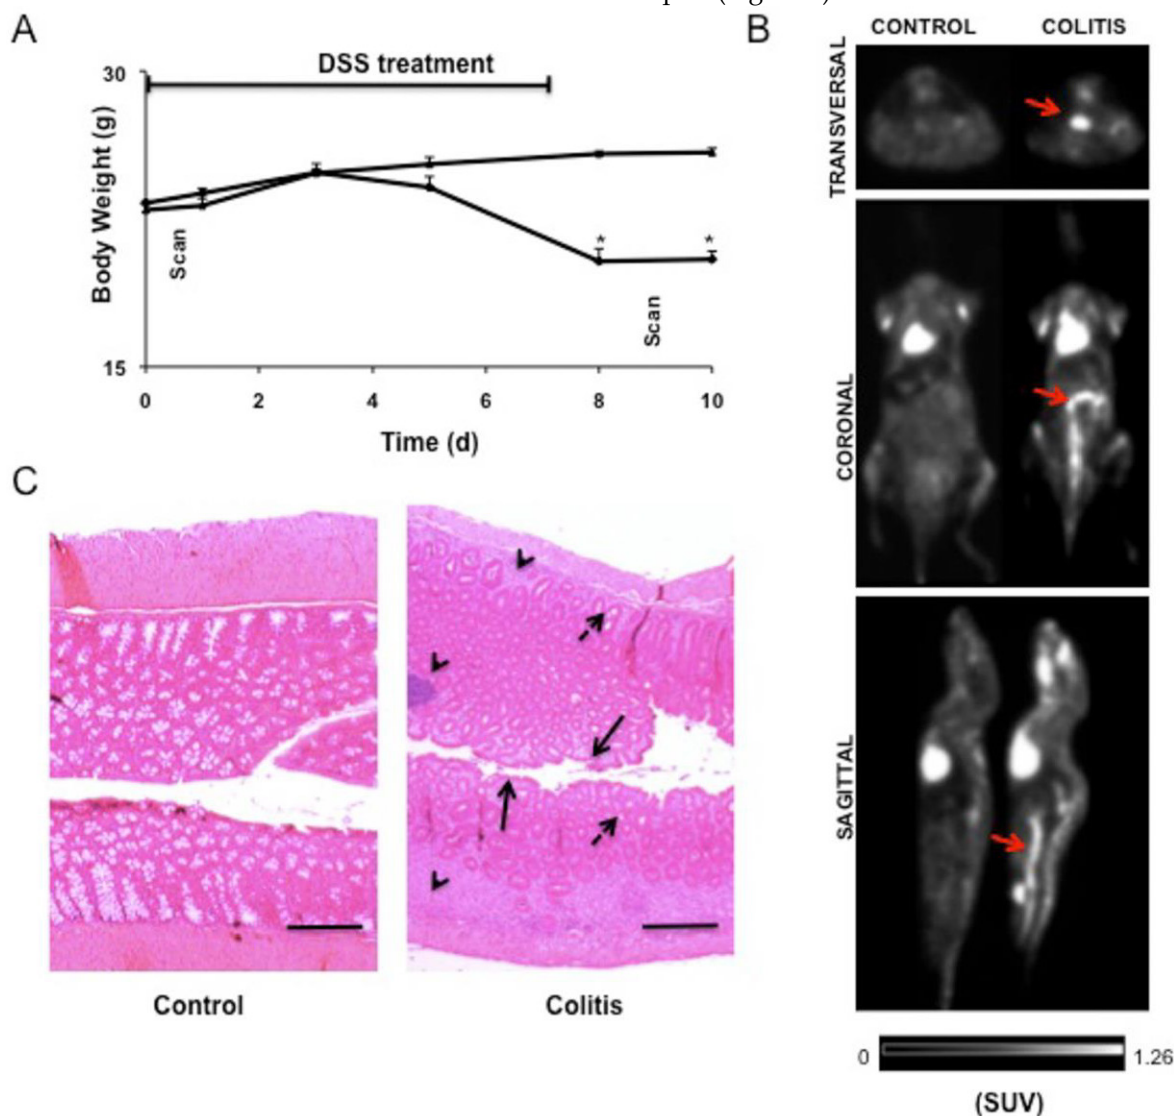 A
DSS treatment
30
Body Weight (g)
15
Scan
Scan
*
*
0 2 4 6 8 10
Time (d)
B
CONTROL COLITIS
TRANSVERSAL
CORONAL
SAGITTAL
0 1.26
(SUV)
C
Control Colitis